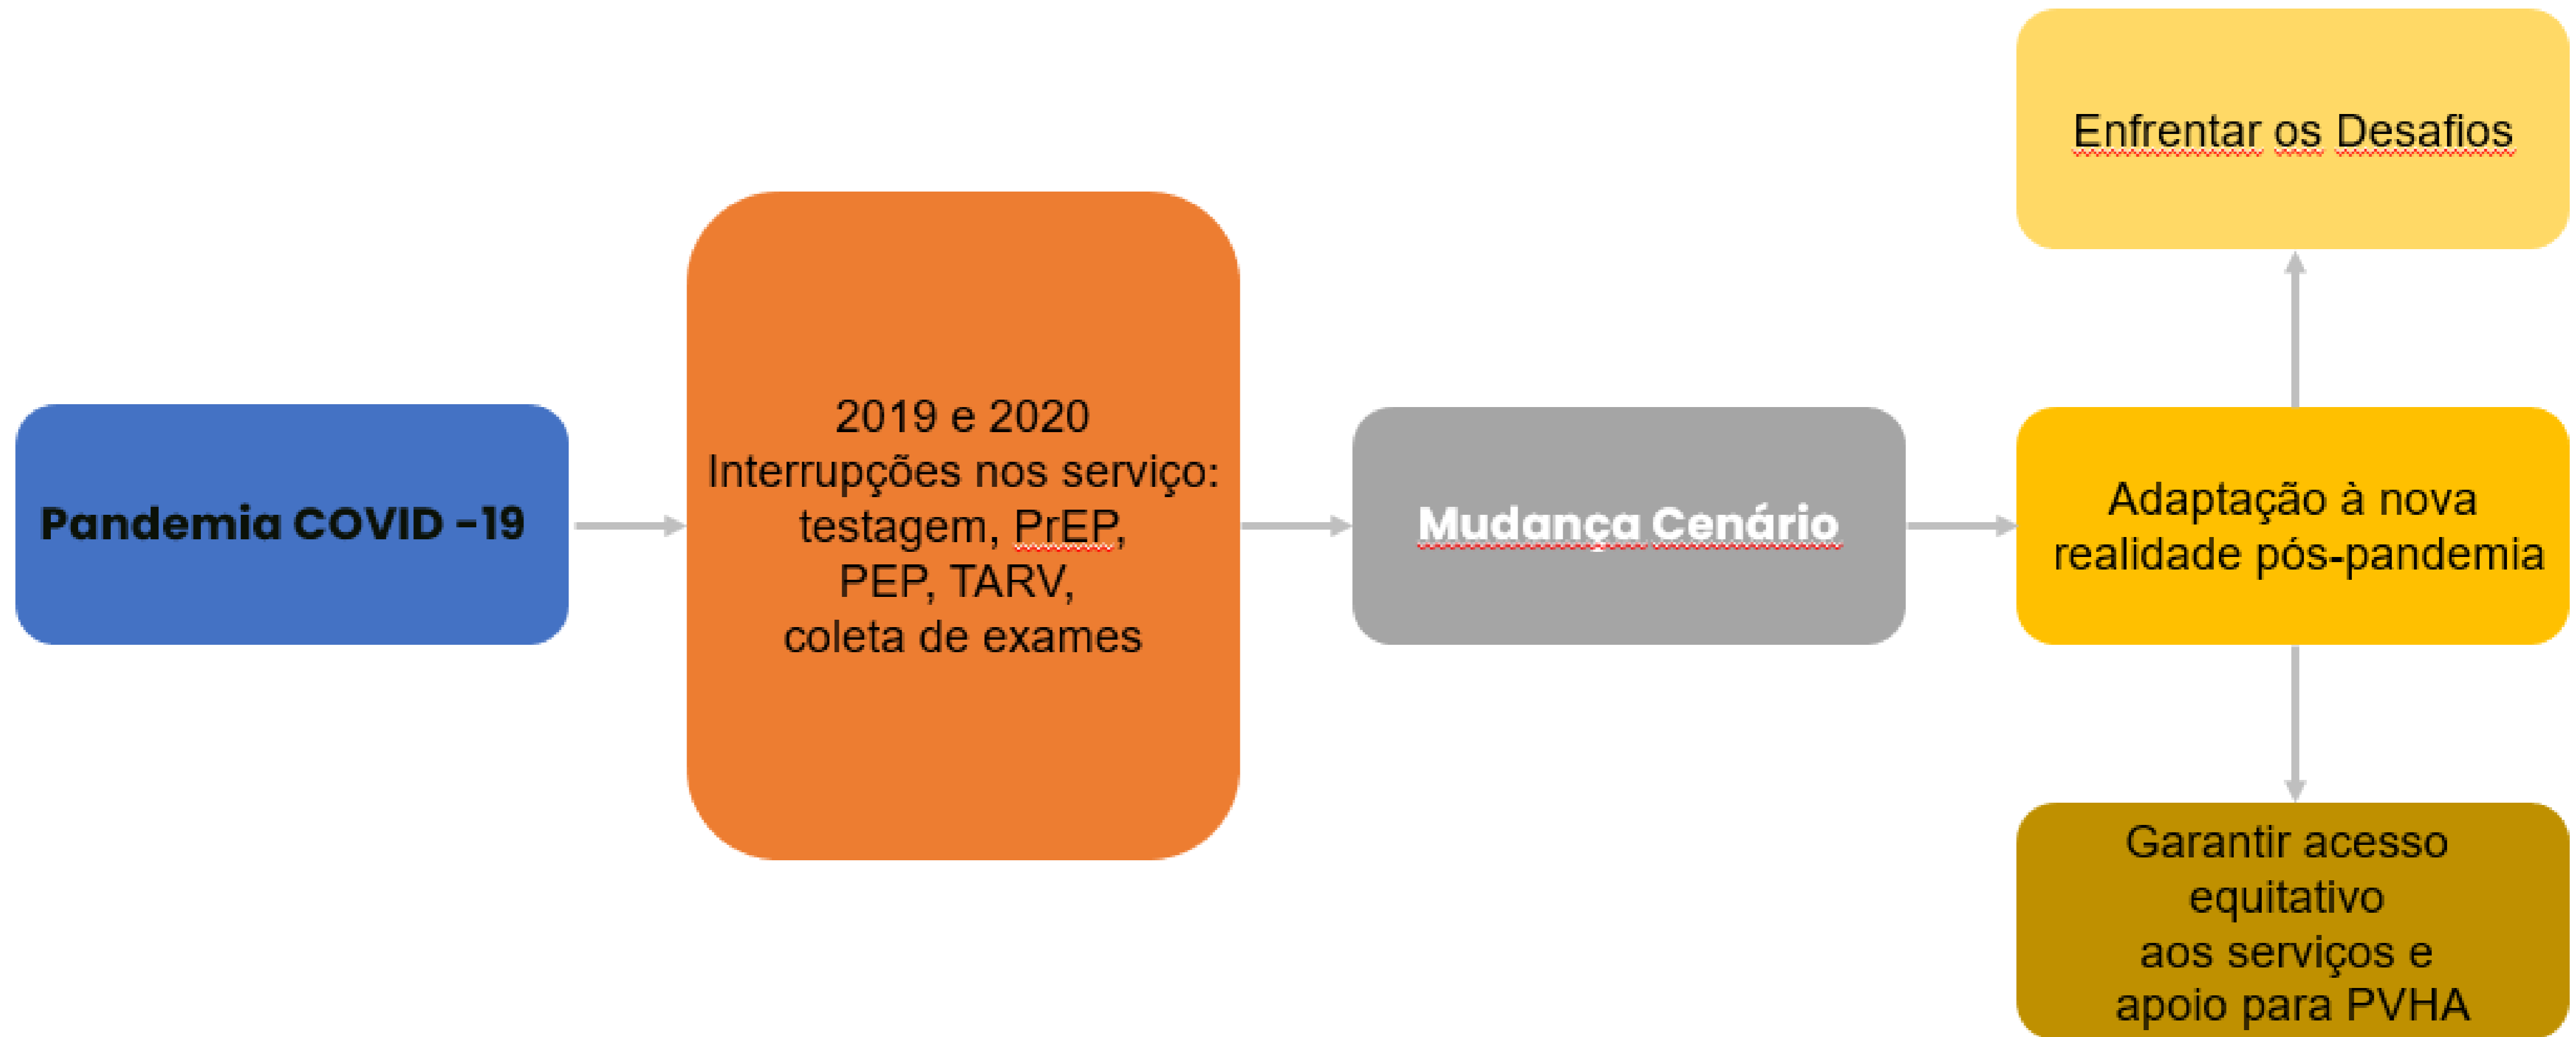 Pandemia COVID -19
2019 e 2020
Interrupções nos serviço:
testagem, PrEP,
PEP, TARV,
coleta de exames
Mudança Cenário
Enfrentar os Desafios
Adaptação à nova
realidade pós-pandemia
Garantir acesso
equitativo
aos serviços e
apoio para PVHA